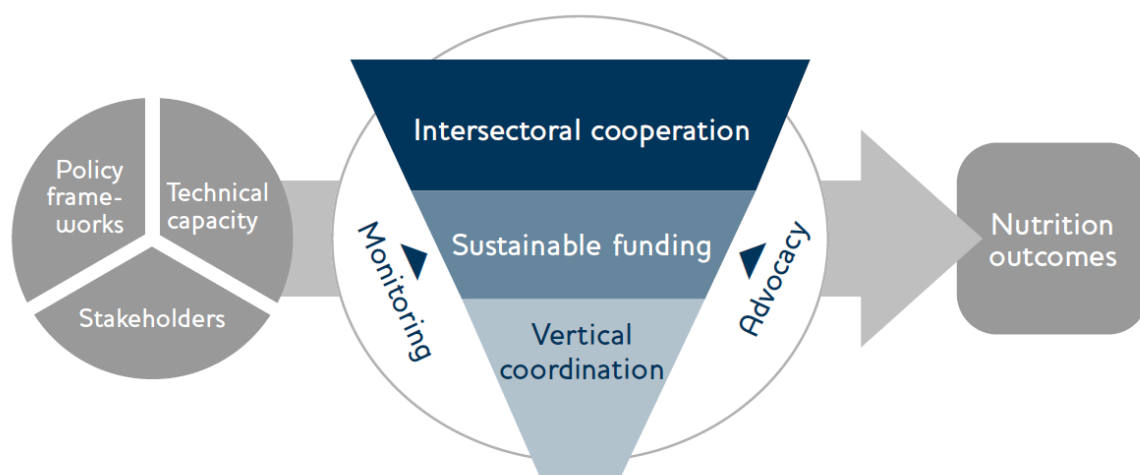 Policy
frame-
works
Technical
capacity
Stakeholders
Intersectoral cooperation
Sustainable funding
Vertical
coordination
Monitoring
Advocacy
Nutrition
outcomes